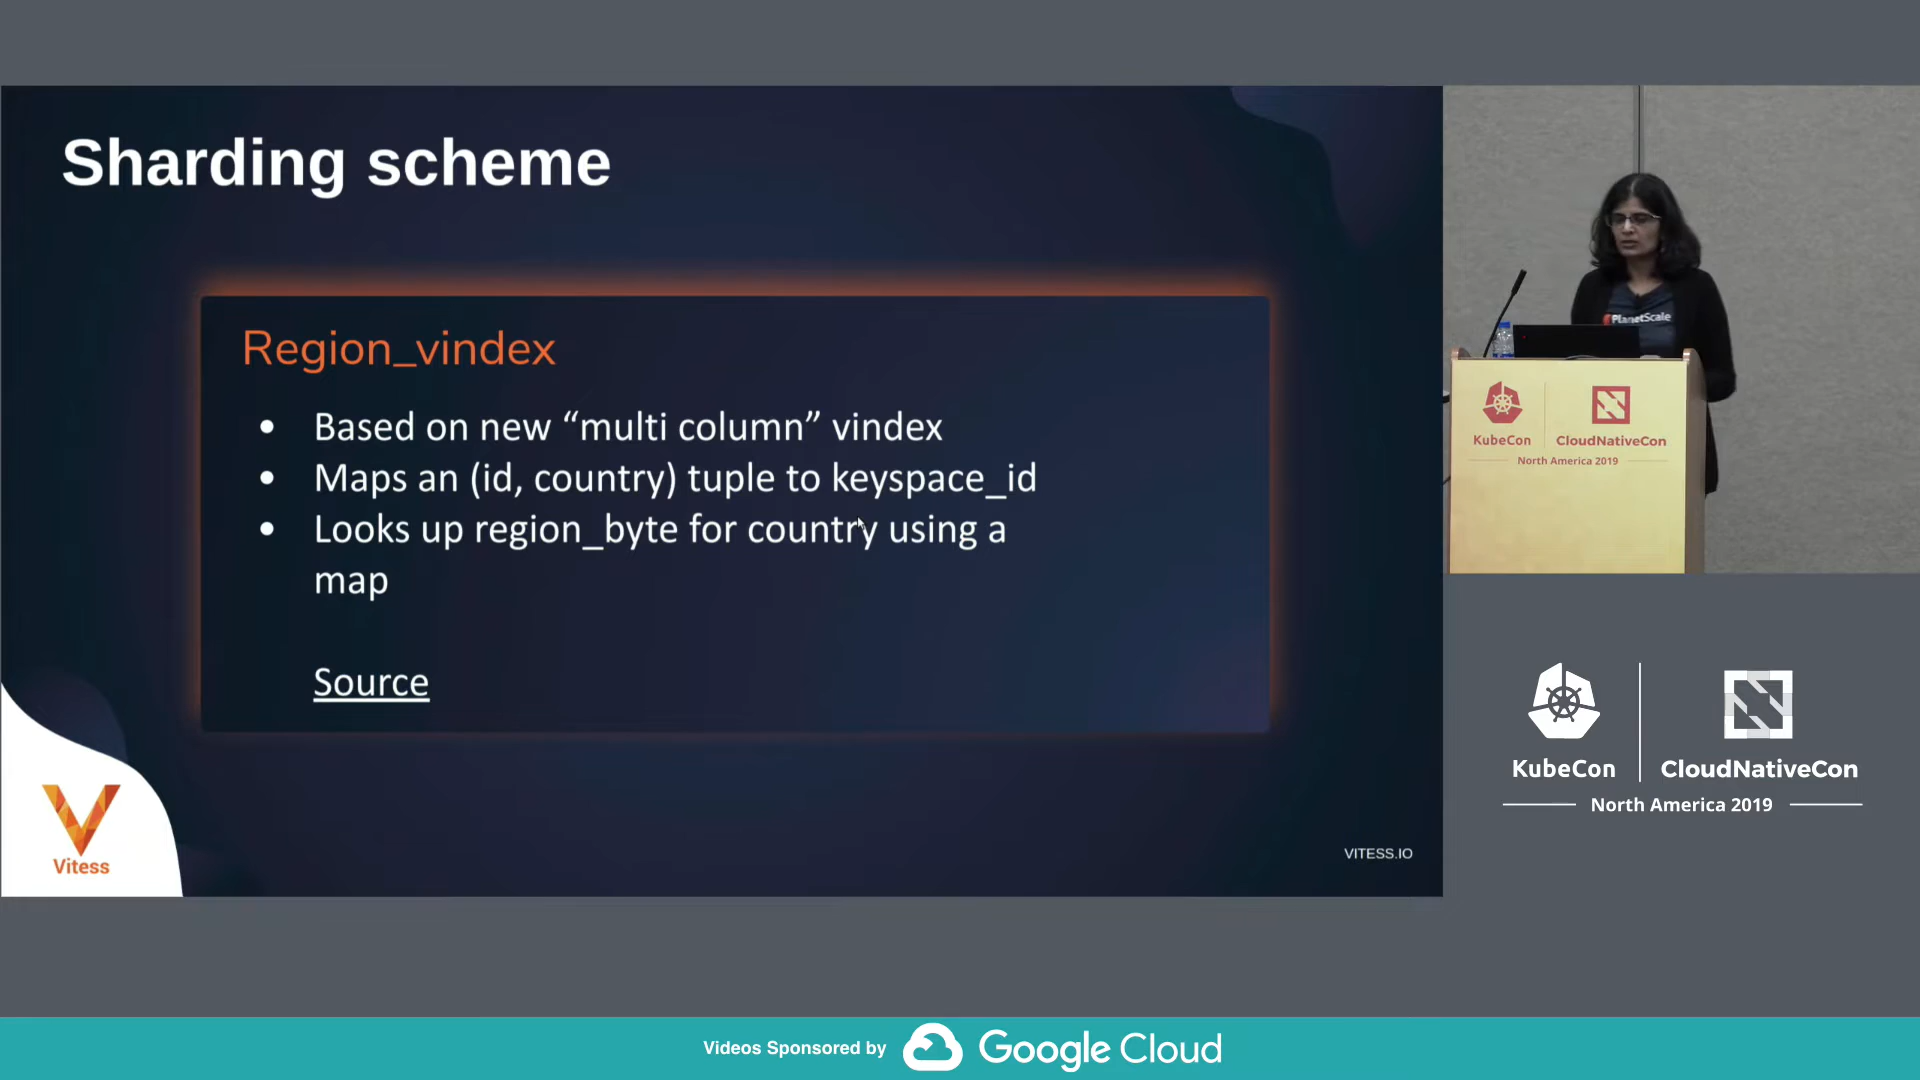 Sharding scheme
Region_vindex
• Based on new “multi column” vindex
• Maps an (id, country) tuple to keyspace_id
• Looks up region_byte for country using a
map
Source
Vitess
VITESS.IO
PlanetScale
KubeCon
CloudNativeCon
North America 2019
KubeCon
CloudNativeCon
North America 2019
Videos Sponsored by
Google Cloud